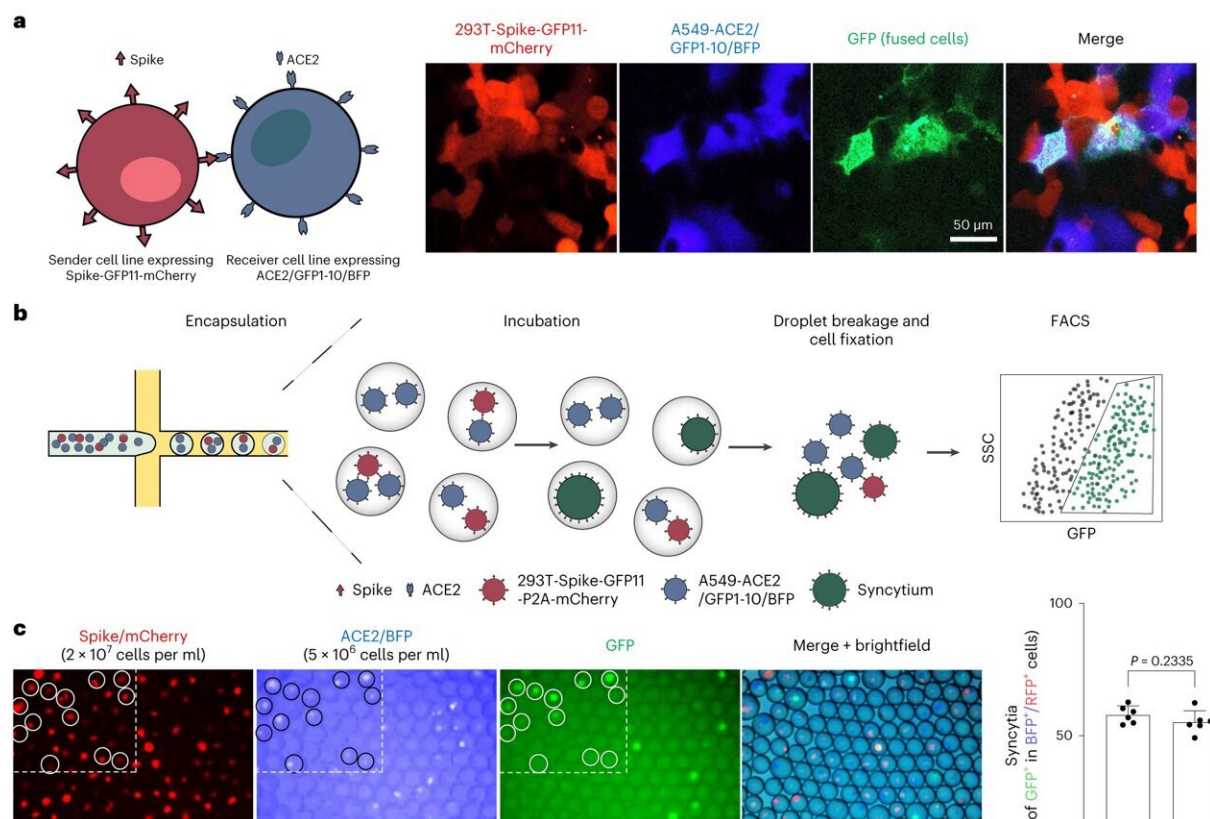 a
Spike
ACE2
Sender cell line expressing
Spike-GFP11-mCherry
Receiver cell line expressing
ACE2/GFP1-10/BFP
293T-Spike-GFP11-
mCherry
A549-ACE2/
GFP1-10/BFP
GFP (fused cells)
Merge
50 μm
b
Encapsulation
Incubation
Droplet breakage and
cell fixation
FACS
SSC
GFP
Spike
ACE2
293T-Spike-GFP11
-P2A-mCherry
A549-ACE2
/GFP1-10/BFP
Syncytium
c
Spike/mCherry
(2 × 10⁷ cells per ml)
ACE2/BFP
(5 × 10⁶ cells per ml)
GFP
Merge + brightfield
Syncytia
of GFP⁺ in BFP⁺/RFP⁺ cells)
100
50
P = 0.2335